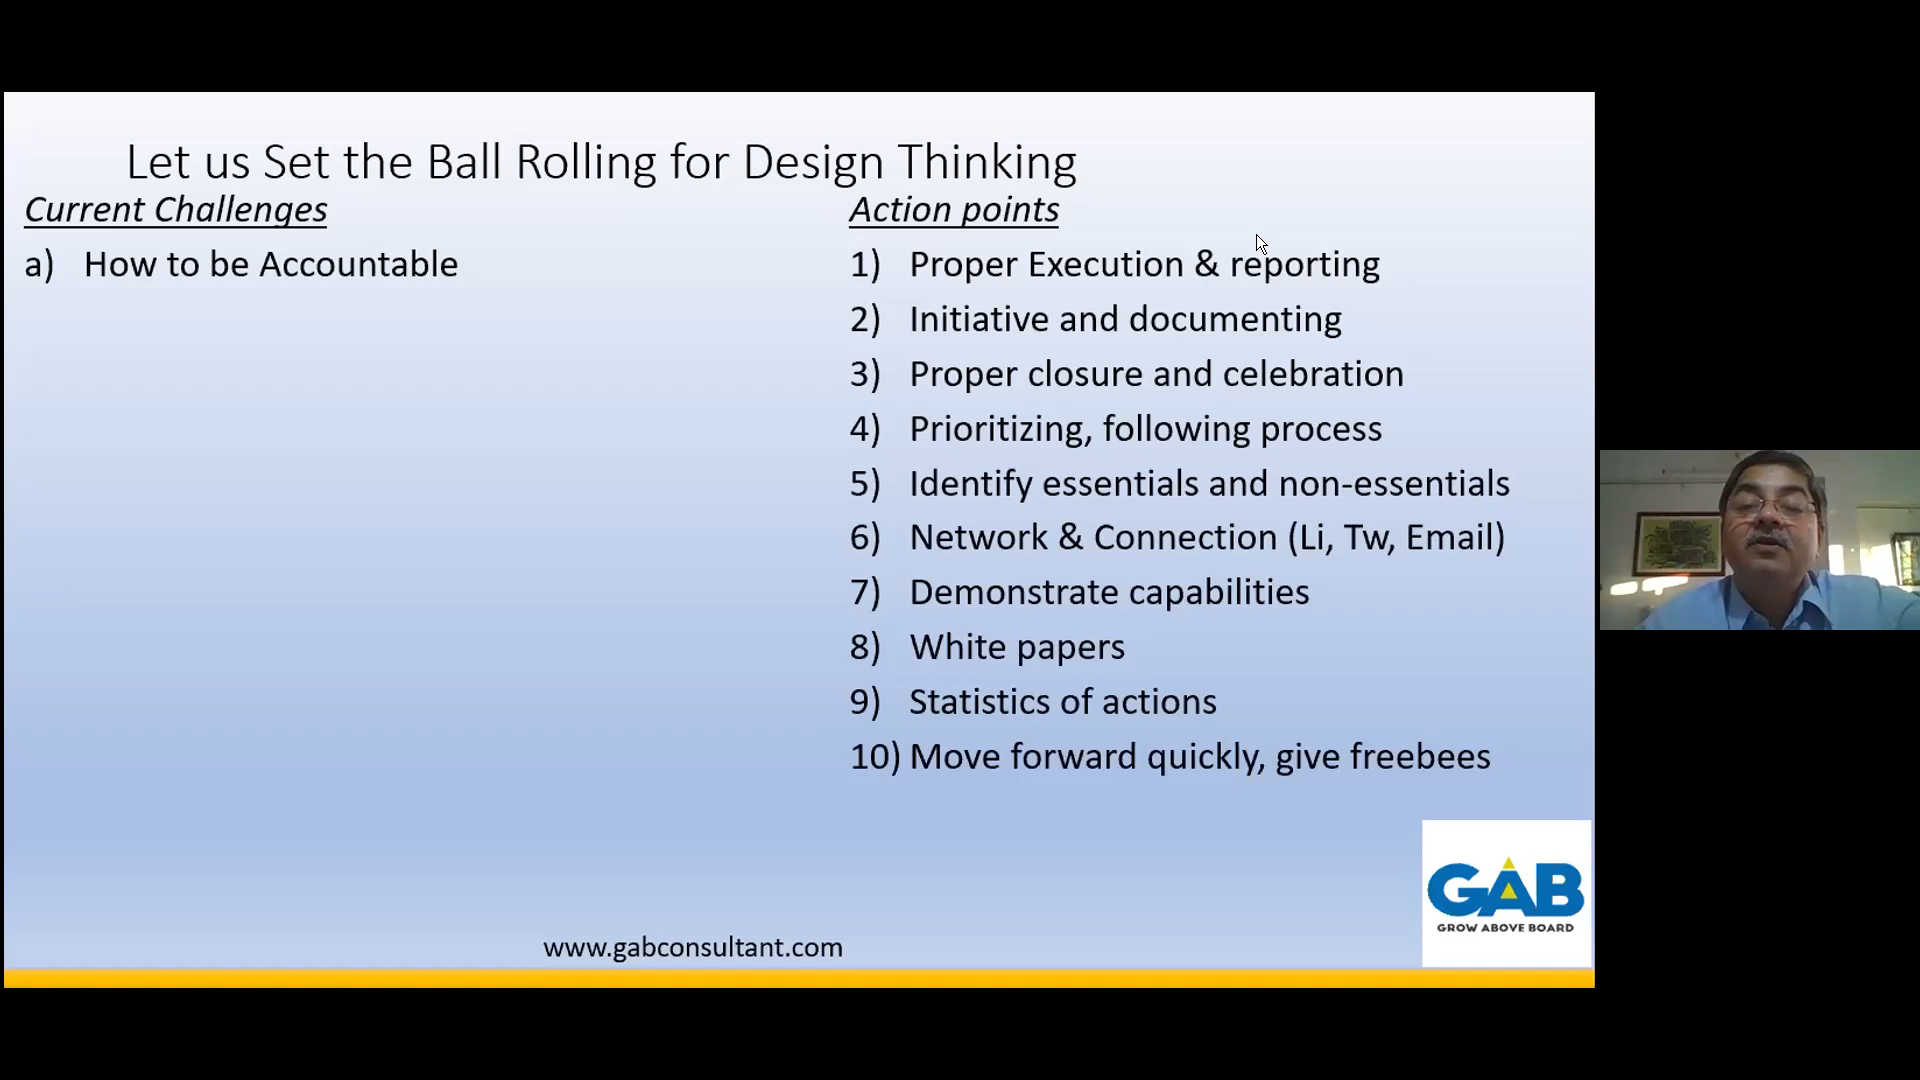 Let us Set the Ball Rolling for Design Thinking
Current Challenges
a) How to be Accountable
Action points
1) Proper Execution & reporting
2) Initiative and documenting
3) Proper closure and celebration
4) Prioritizing, following process
5) Identify essentials and non-essentials
6) Network & Connection (Li, Tw, Email)
7) Demonstrate capabilities
8) White papers
9) Statistics of actions
10) Move forward quickly, give freebees
GAB
GROW ABOVE BOARD
www.gabconsultant.com